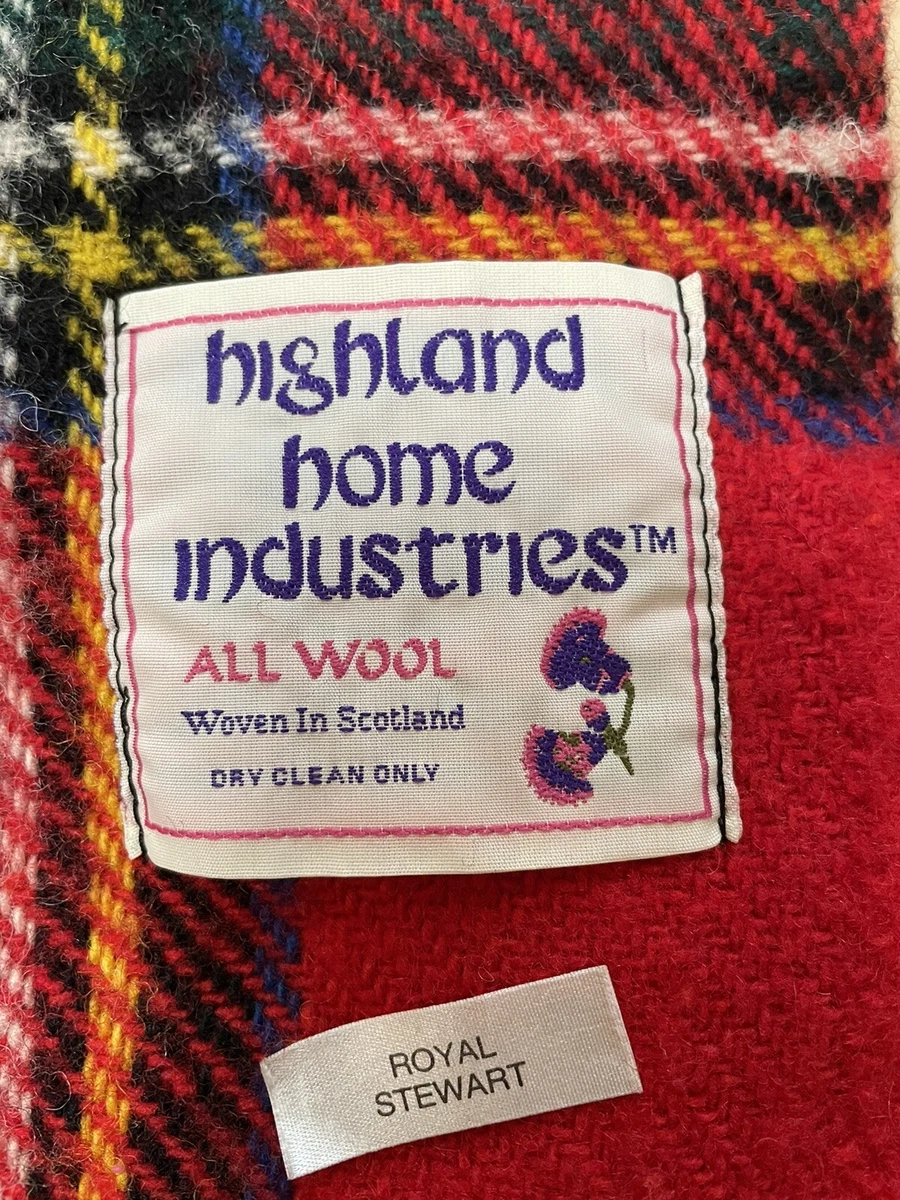 highland
home
industries™
ALL WOOL
Woven In Scotland
DRY CLEAN ONLY
ROYAL
STEWART